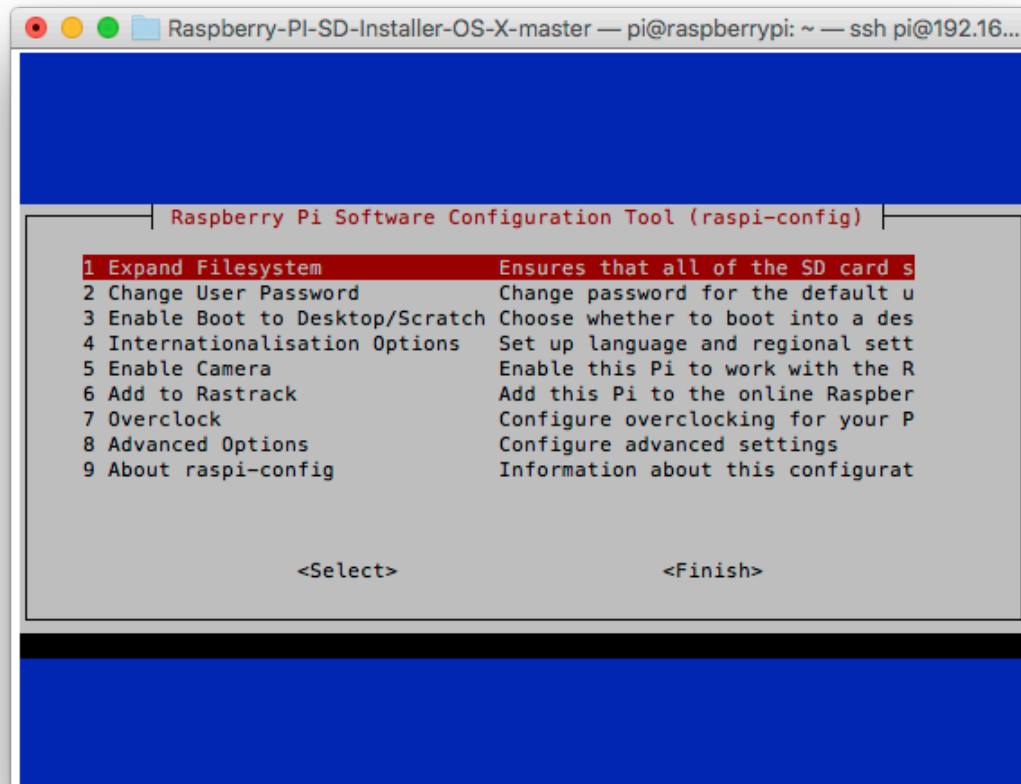 Raspberry-PI-SD-Installer-OS-X-master — pi@raspberrypi: ~ — ssh pi@192.16...
Raspberry Pi Software Configuration Tool (raspi-config)
1 Expand Filesystem Ensures that all of the SD card s
2 Change User Password Change password for the default u
3 Enable Boot to Desktop/Scratch Choose whether to boot into a des
4 Internationalisation Options Set up language and regional sett
5 Enable Camera Enable this Pi to work with the R
6 Add to Rastrack Add this Pi to the online Raspber
7 Overclock Configure overclocking for your P
8 Advanced Options Configure advanced settings
9 About raspi-config Information about this configurat
<Select> <Finish>